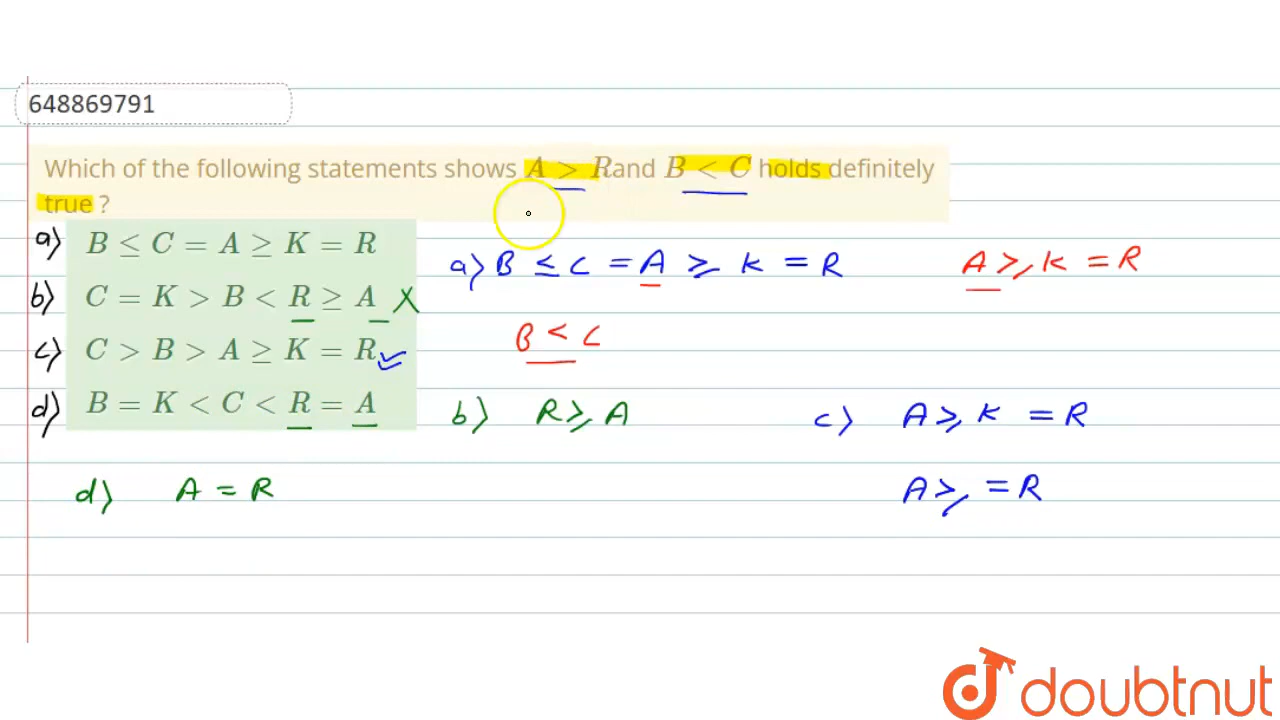 648869791
Which of the following statements shows A > R and B < C holds definitely
true ?
a) B ≤ C = A ≥ K = R
b) C = K > B < R ≥ A X
c) C > B > A ≥ K = R ✓
d) B = K < C < R = A
a) B ≤ C = A ≥ K = R
A ≥ K = R
B < C
b) R ≥ A
c) A ≥ K = R
d) A = R
A ≥ = R
doubtnut